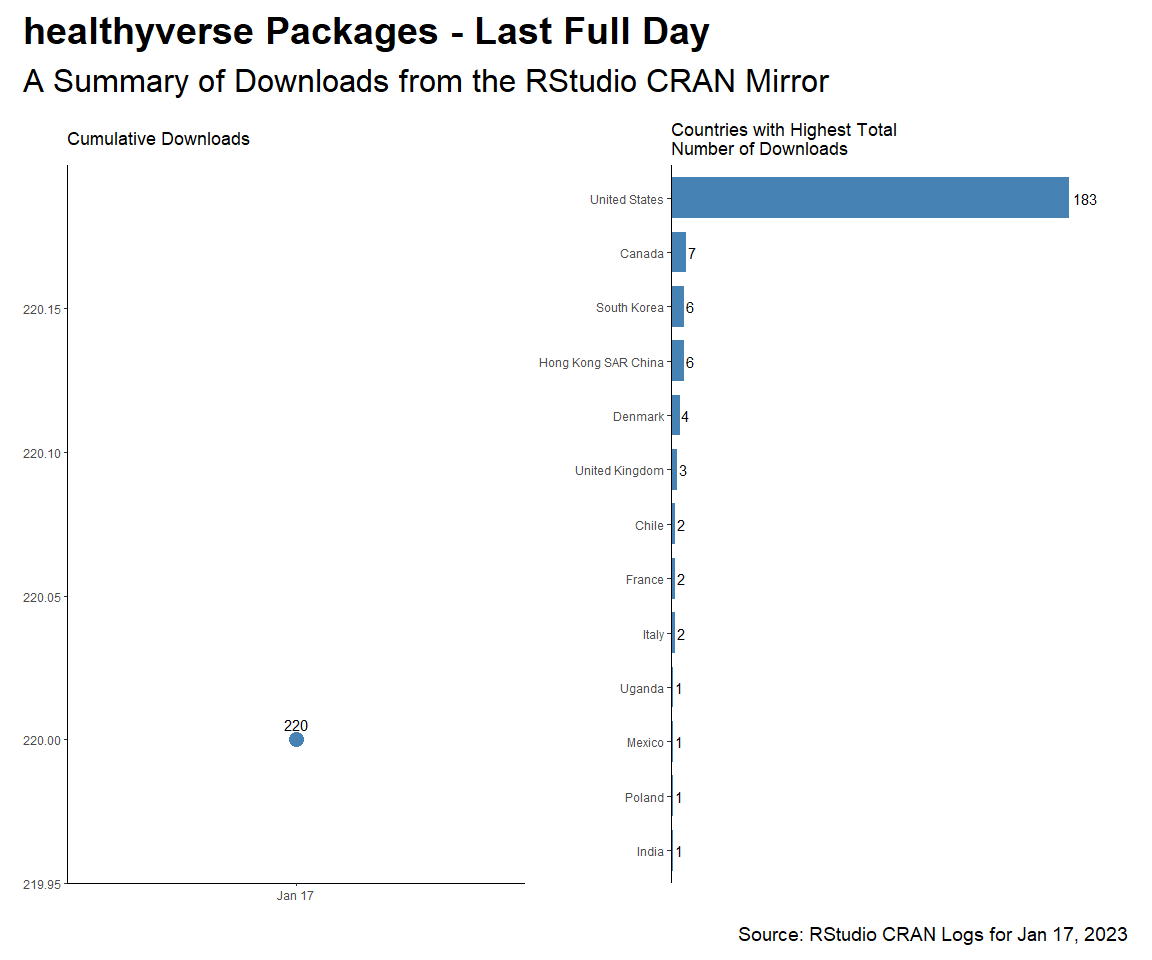 healthyverse Packages - Last Full Day
A Summary of Downloads from the RStudio CRAN Mirror
Cumulative Downloads
220.15
220.10
220.05
220.00
219.95
220
Jan 17
Countries with Highest Total
Number of Downloads
United States 183
Canada 7
South Korea 6
Hong Kong SAR China 6
Denmark 4
United Kingdom 3
Chile 2
France 2
Italy 2
Uganda 1
Mexico 1
Poland 1
India 1
Source: RStudio CRAN Logs for Jan 17, 2023